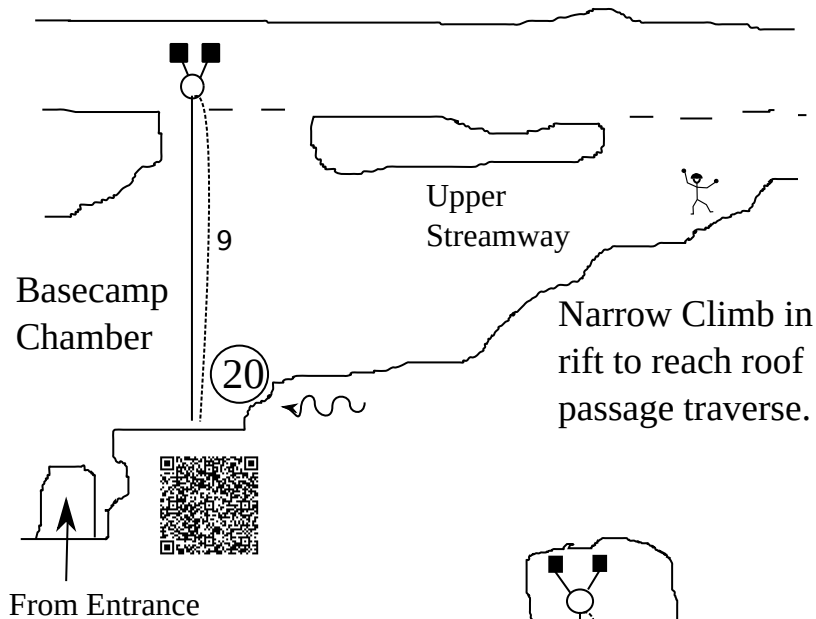 Upper
Streamway
9
Basecamp
Chamber
Narrow Climb in
rift to reach roof
passage traverse.
20
From Entrance